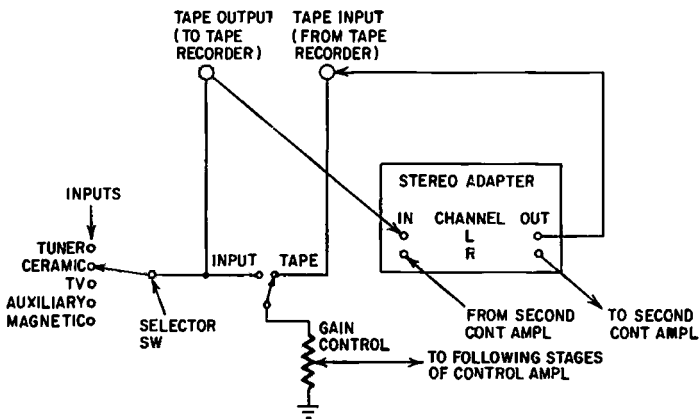 TAPE OUTPUT
(TO TAPE
RECORDER)
TAPE INPUT
(FROM TAPE
RECORDER)
STEREO ADAPTER
IN CHANNEL OUT
L
R
INPUTS
TUNER
CERAMIC
TV
AUXILIARY
MAGNETIC
SELECTOR
SW
INPUT TAPE
GAIN
CONTROL
FROM SECOND
CONT AMPL
TO SECOND
CONT AMPL
TO FOLLOWING STAGES
OF CONTROL AMPL